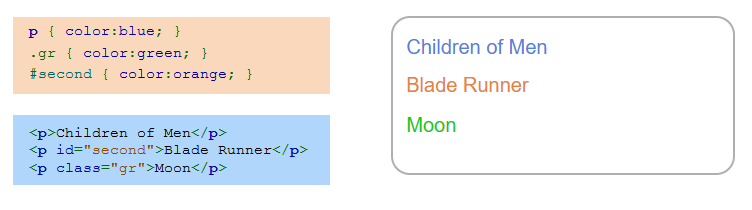 p { color:blue; }
.gr { color:green; }
#second { color:orange; }
<p>Children of Men</p>
<p id="second">Blade Runner</p>
<p class="gr">Moon</p>
Children of Men
Blade Runner
Moon